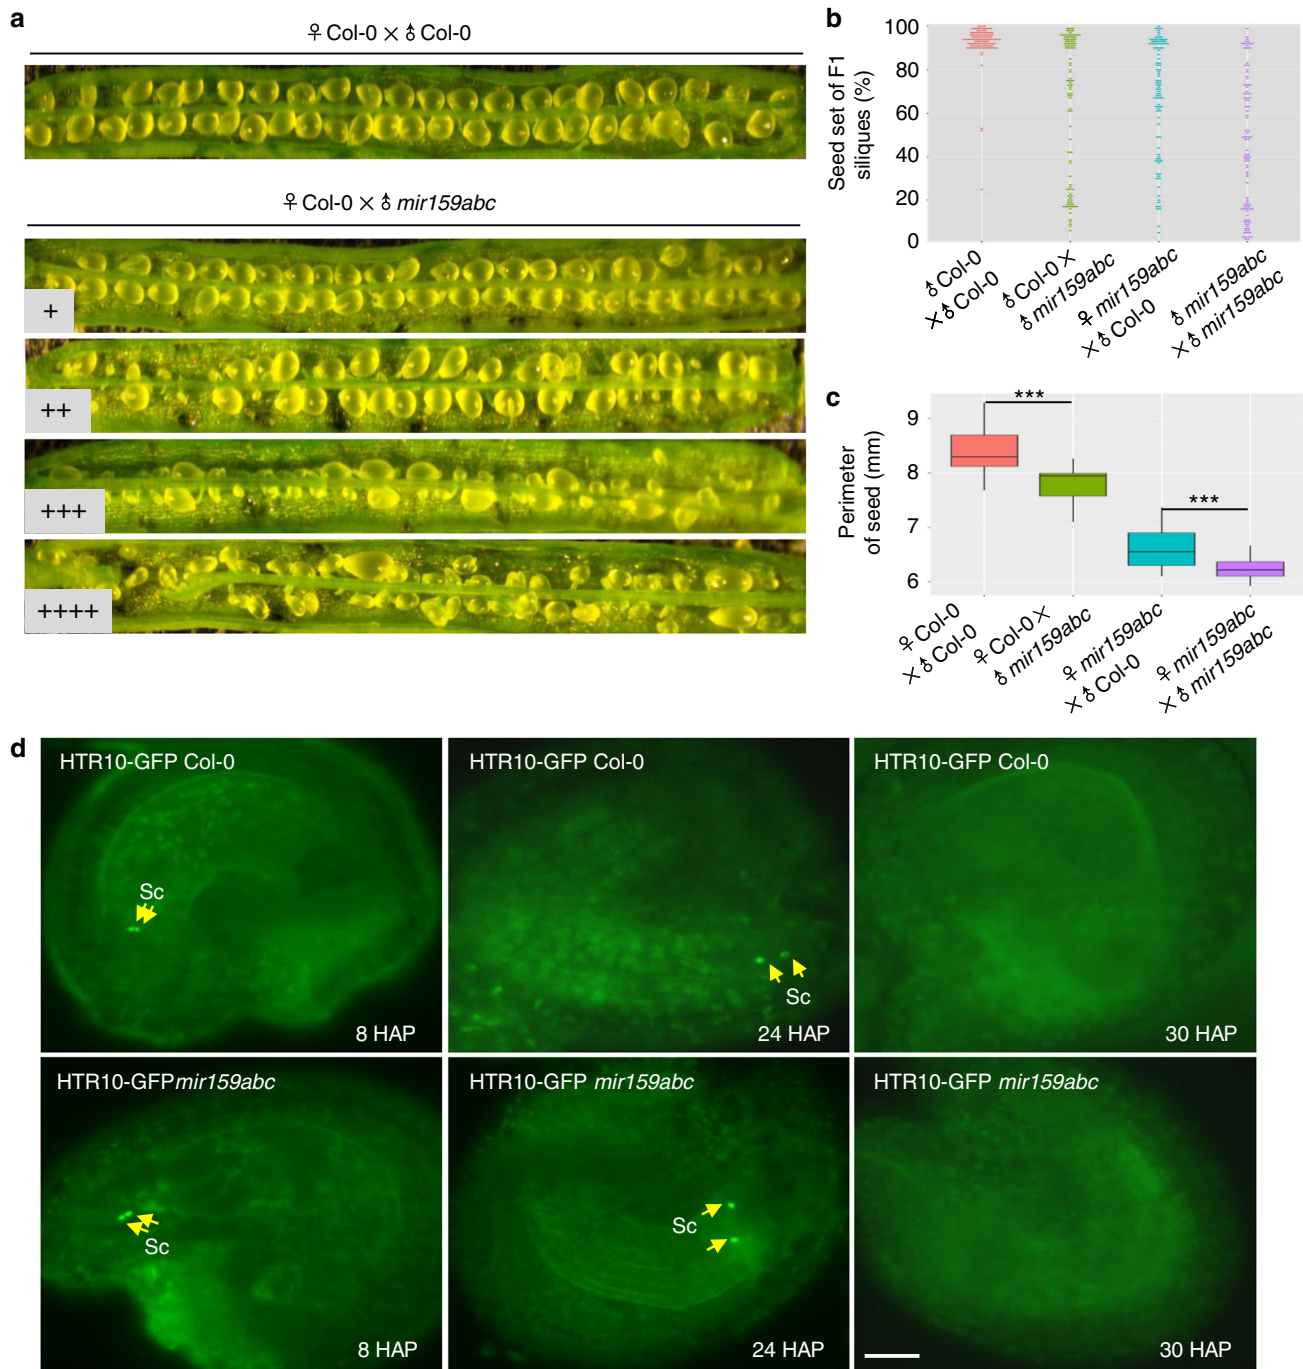 a
♀ Col-0 × ♂ Col-0
♀ Col-0 × ♂ mir159abc
+
++
+++
++++
b
Seed set of F1
siliques (%)
100
80
60
40
20
0
♂ Col-0
× ♂ Col-0
♂ Col-0 ×
♂ mir159abc
♀ mir159abc
× ♂ Col-0
♂ mir159abc
× ♂ mir159abc
c
Perimeter
of seed (mm)
9
8
7
6
***
***
♀ Col-0
× ♂ Col-0
♀ Col-0 ×
♂ mir159abc
♀ mir159abc
× ♂ Col-0
♀ mir159abc
× ♂ mir159abc
d
HTR10-GFP Col-0
Sc
8 HAP
HTR10-GFP Col-0
Sc
24 HAP
HTR10-GFP Col-0
30 HAP
HTR10-GFPmir159abc
Sc
8 HAP
HTR10-GFP mir159abc
Sc
24 HAP
HTR10-GFP mir159abc
30 HAP